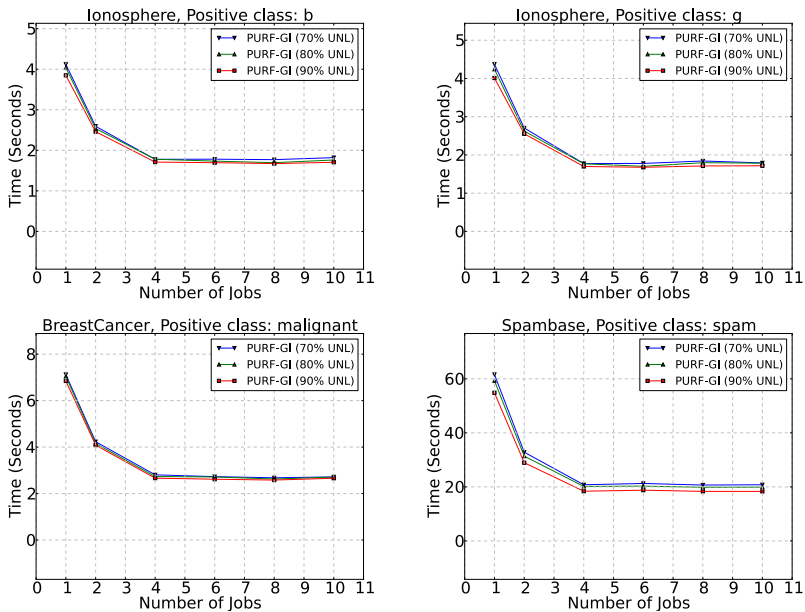 Ionosphere, Positive class: b
PURF-GI (70% UNL)
PURF-GI (80% UNL)
PURF-GI (90% UNL)
Time (Seconds)
5
4
3
2
1
0
0 1 2 4 5 6 7 8 9 10 11
Number of Jobs
Ionosphere, Positive class: g
PURF-GI (70% UNL)
PURF-GI (80% UNL)
PURF-GI (90% UNL)
Time (Seconds)
5
4
3
2
1
0
0 1 2 4 5 6 7 8 9 10 11
Number of Jobs
BreastCancer, Positive class: malignant
PURF-GI (70% UNL)
PURF-GI (80% UNL)
PURF-GI (90% UNL)
Time (Seconds)
8
6
4
2
0
0 1 2 4 5 6 7 8 9 10 11
Number of Jobs
Spambase, Positive class: spam
PURF-GI (70% UNL)
PURF-GI (80% UNL)
PURF-GI (90% UNL)
Time (Seconds)
60
40
20
0
0 1 2 4 5 6 7 8 9 10 11
Number of Jobs